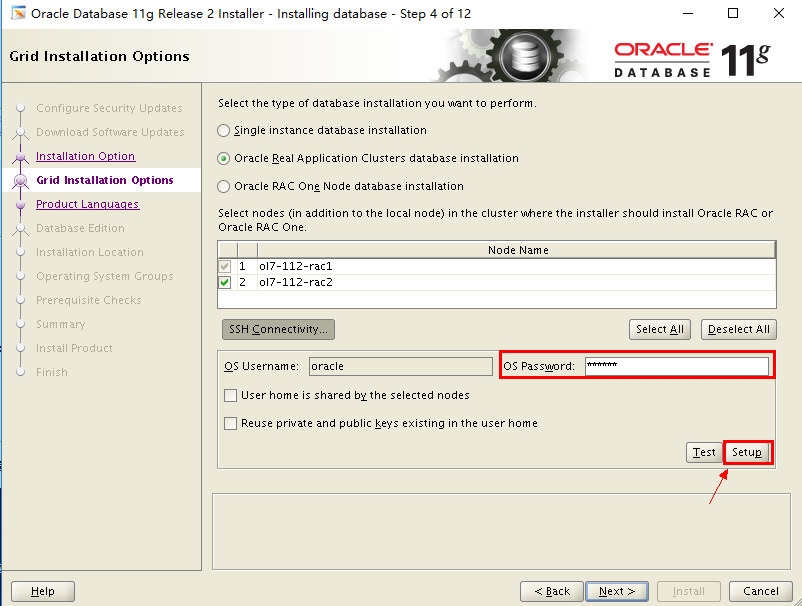 Oracle Database 11g Release 2 Installer - Installing database - Step 4 of 12
Grid Installation Options
ORACLE
DATABASE 11g
Configure Security Updates
Download Software Updates
Installation Option
Grid Installation Options
Product Languages
Database Edition
Installation Location
Operating System Groups
Prerequisite Checks
Summary
Install Product
Finish
Select the type of database installation you want to perform.
Single instance database installation
Oracle Real Application Clusters database installation
Oracle RAC One Node database installation
Select nodes (in addition to the local node) in the cluster where the installer should install Oracle RAC or
Oracle RAC One.
Node Name
1 ol7-112-rac1
2 ol7-112-rac2
SSH Connectivity... Select All Deselect All
OS Username: oracle OS Password: ******
User home is shared by the selected nodes
Reuse private and public keys existing in the user home
Test Setup
Help < Back Next > Install Cancel